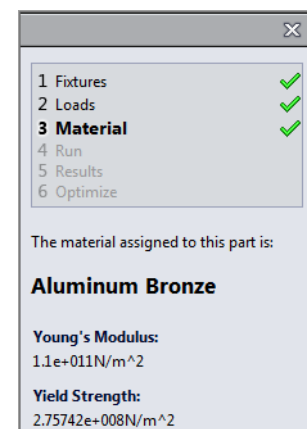 1 Fixtures
2 Loads
3 Material
4 Run
5 Results
6 Optimize
The material assigned to this part is:
Aluminum Bronze
Young's Modulus:
1.1e+011N/m^2
Yield Strength:
2.75742e+008N/m^2